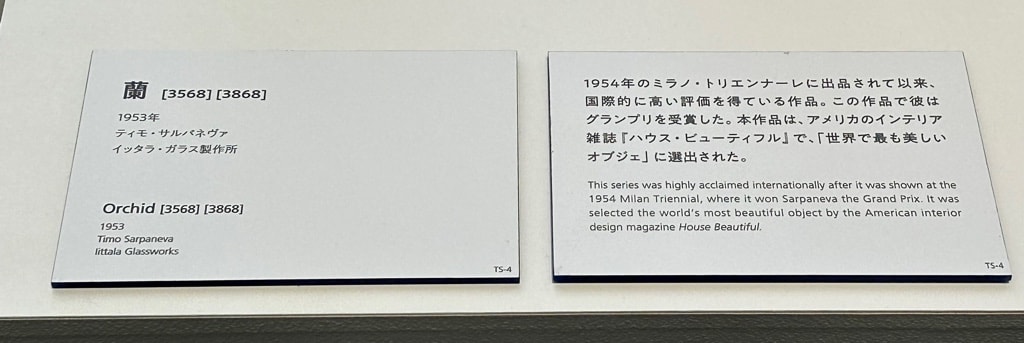 蘭 [3568] [3868]
1953年
ティモ・サルパネヴァ
イッタラ・ガラス製作所
Orchid [3568] [3868]
1953
Timo Sarpaneva
Iittala Glassworks
TS-4
1954年のミラノ・トリエンナーレに出品されて以来、
国際的に高い評価を得ている作品。この作品で彼は
グランプリを受賞した。本作品は、アメリカのインテリア
雑誌『ハウス・ビューティフル』で、「世界で最も美しい
オブジェ」に選出された。
This series was highly acclaimed internationally after it was shown at the
1954 Milan Triennial, where it won Sarpaneva the Grand Prix. It was
selected the world's most beautiful object by the American interior
design magazine House Beautiful.
TS-4